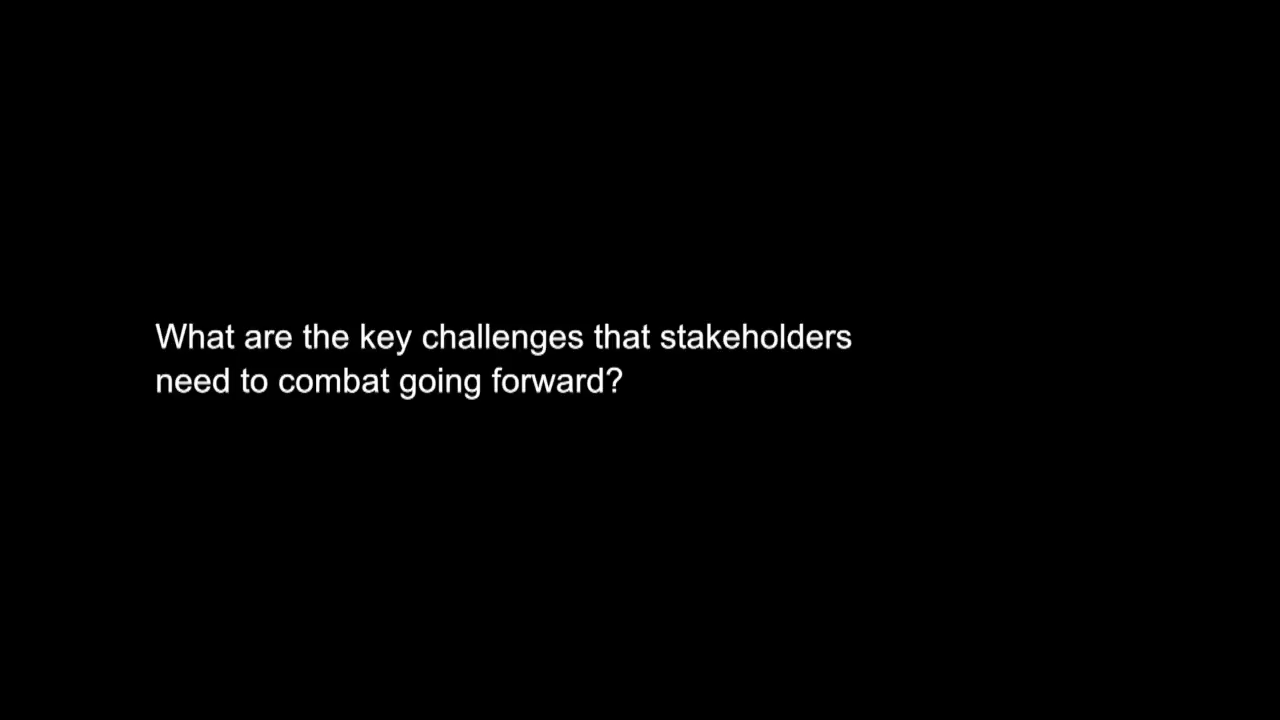 What are the key challenges that stakeholders
need to combat going forward?